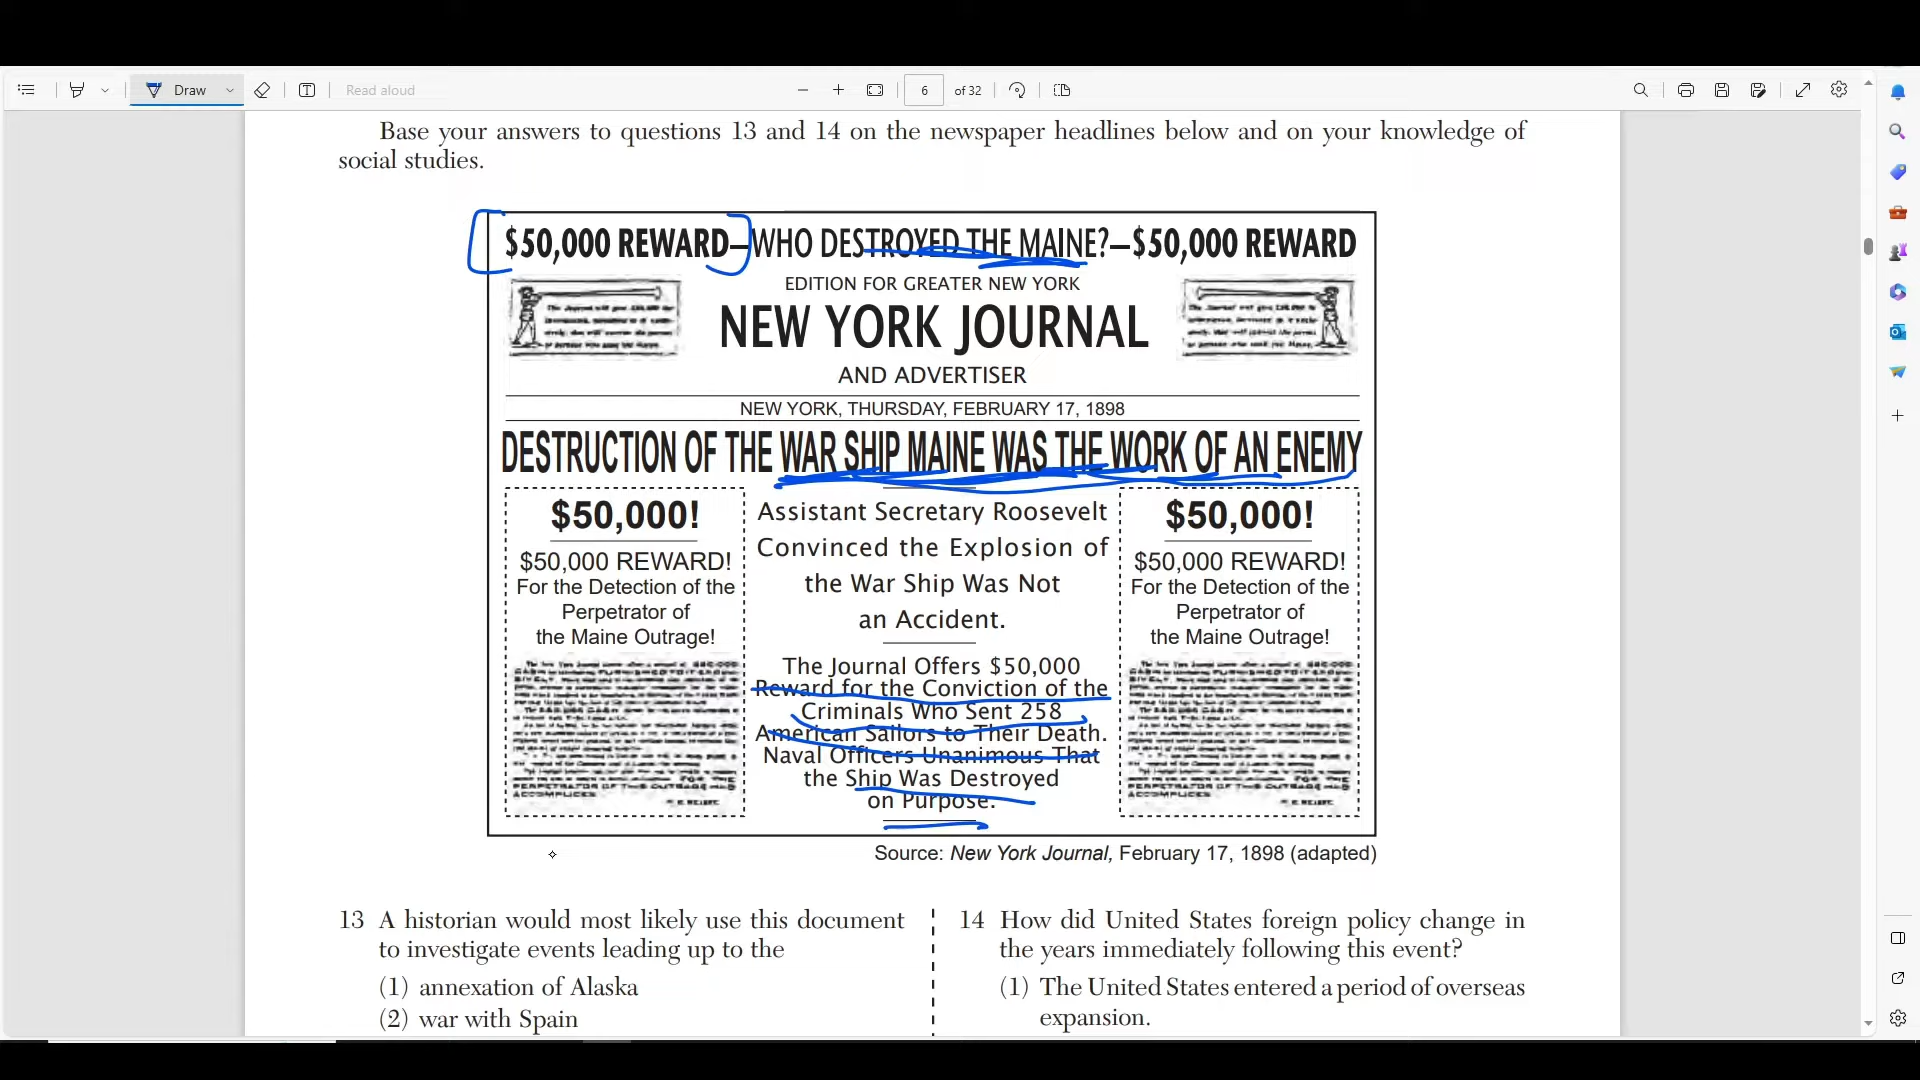 Draw
Read aloud
6
of 32
Base your answers to questions 13 and 14 on the newspaper headlines below and on your knowledge of
social studies.
$50,000 REWARD—WHO DESTROYED THE MAINE?—$50,000 REWARD
EDITION FOR GREATER NEW YORK
NEW YORK JOURNAL
AND ADVERTISER
NEW YORK, THURSDAY, FEBRUARY 17, 1898
DESTRUCTION OF THE WAR SHIP MAINE WAS THE WORK OF AN ENEMY
$50,000!
$50,000 REWARD!
For the Detection of the
Perpetrator of
the Maine Outrage!
Assistant Secretary Roosevelt
Convinced the Explosion of
the War Ship Was Not
an Accident.
The Journal Offers $50,000
Reward for the Conviction of the
Criminals Who Sent 258
American Sailors to Their Death.
Naval Officers Unanimous That
the Ship Was Destroyed
on Purpose.
$50,000!
$50,000 REWARD!
For the Detection of the
Perpetrator of
the Maine Outrage!
Source: New York Journal, February 17, 1898 (adapted)
13 A historian would most likely use this document
to investigate events leading up to the
(1) annexation of Alaska
(2) war with Spain
14 How did United States foreign policy change in
the years immediately following this event?
(1) The United States entered a period of overseas
expansion.